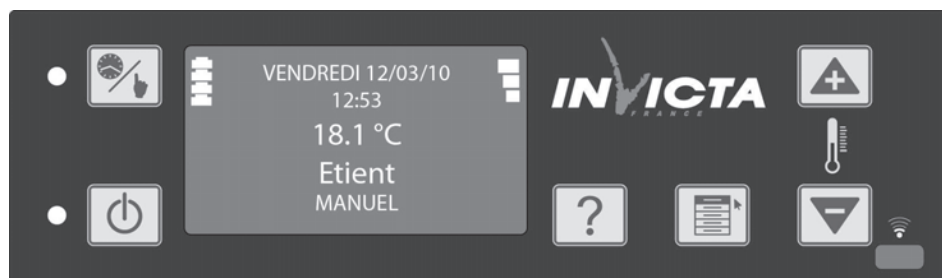 VENDREDI 12/03/10
12:53
18.1 °C
Etient
MANUEL
INVICTA
FRANCE
?